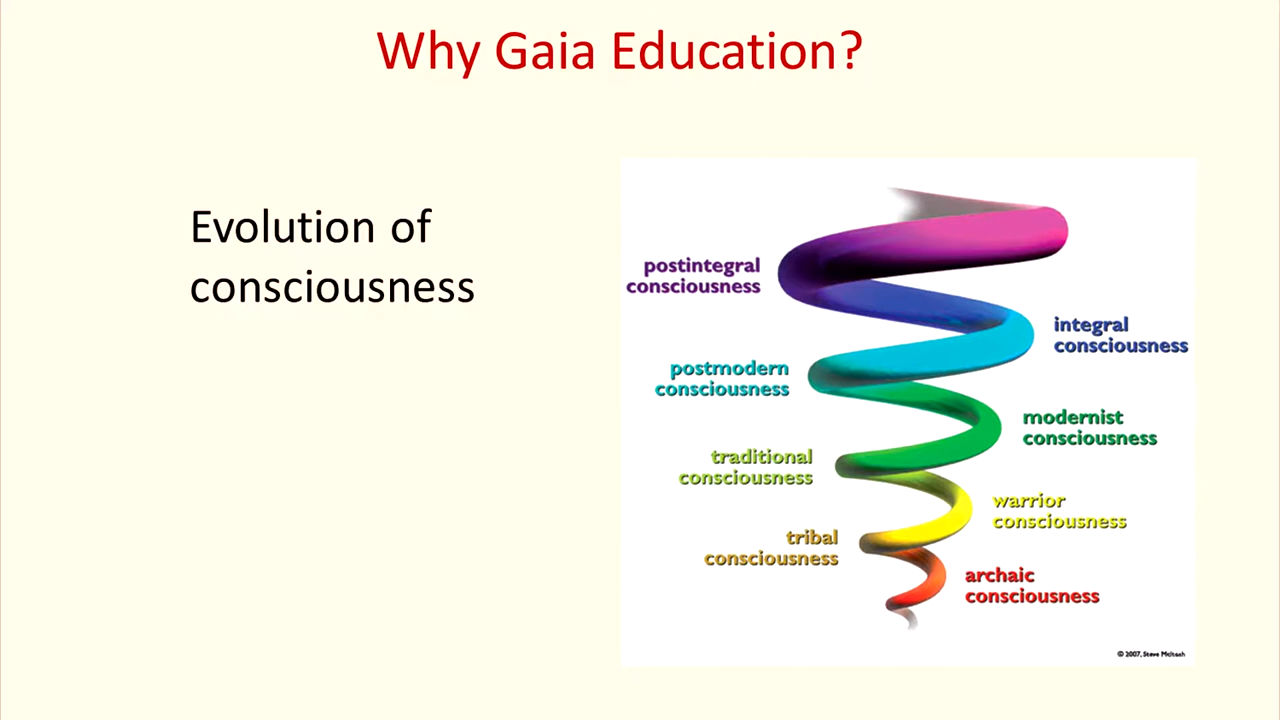 Why Gaia Education?
Evolution of
consciousness
postintegral
consciousness
integral
consciousness
postmodern
consciousness
modernist
consciousness
traditional
consciousness
warrior
consciousness
tribal
consciousness
archaic
consciousness
© 2007, Steve McIntosh